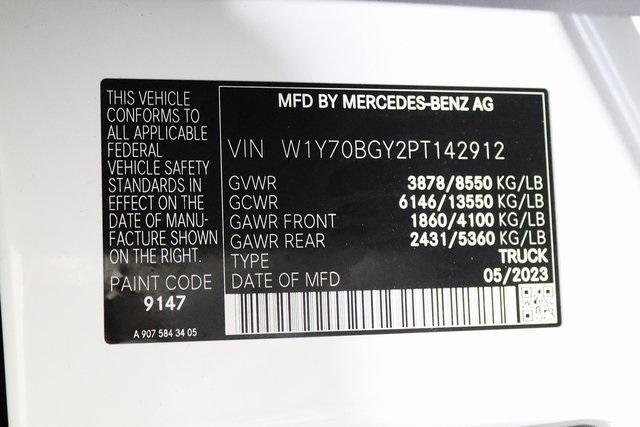 THIS VEHICLE
CONFORMS TO
ALL APPLICABLE
FEDERAL
VEHICLE SAFETY
STANDARDS IN
EFFECT ON THE
DATE OF MANU-
FACTURE SHOWN
ON THE RIGHT.
PAINT CODE
9147
A 907 584 34 05
MFD BY MERCEDES-BENZ AG
VIN W1Y70BGY2PT142912
GVWR 3878/8550 KG/LB
GCWR 6146/13550 KG/LB
GAWR FRONT 1860/4100 KG/LB
GAWR REAR 2431/5360 KG/LB
TYPE TRUCK
DATE OF MFD 05/2023